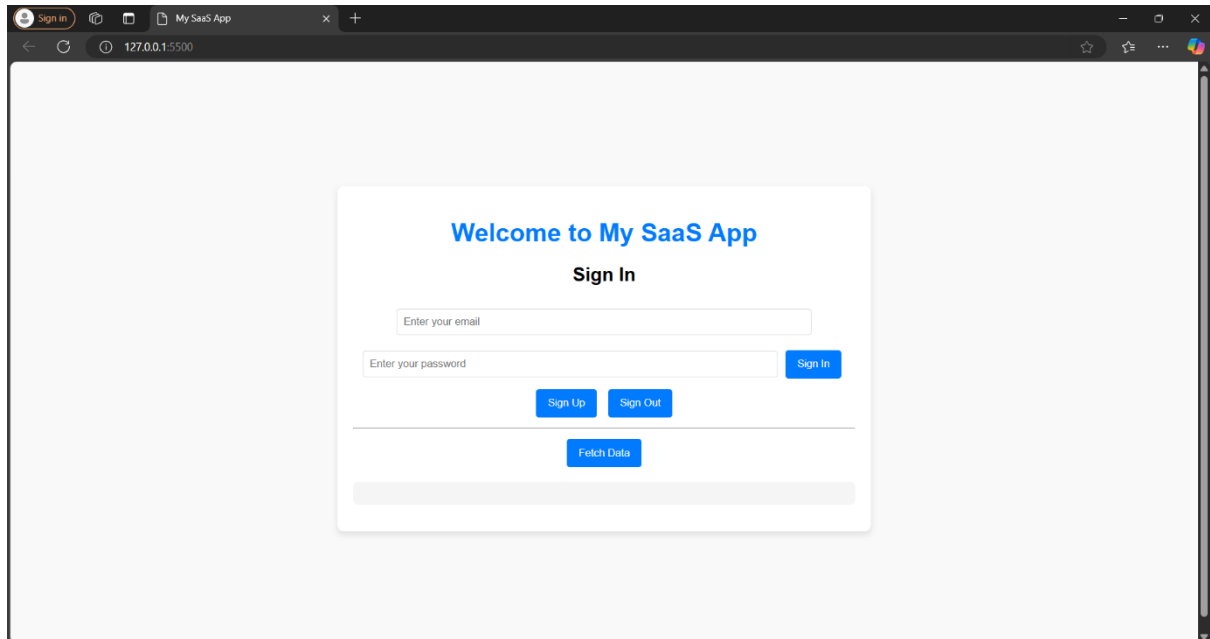 Sign in
My SaaS App
127.0.0.1:5500
Welcome to My SaaS App
Sign In
Enter your email
Enter your password
Sign In
Sign Up
Sign Out
Fetch Data